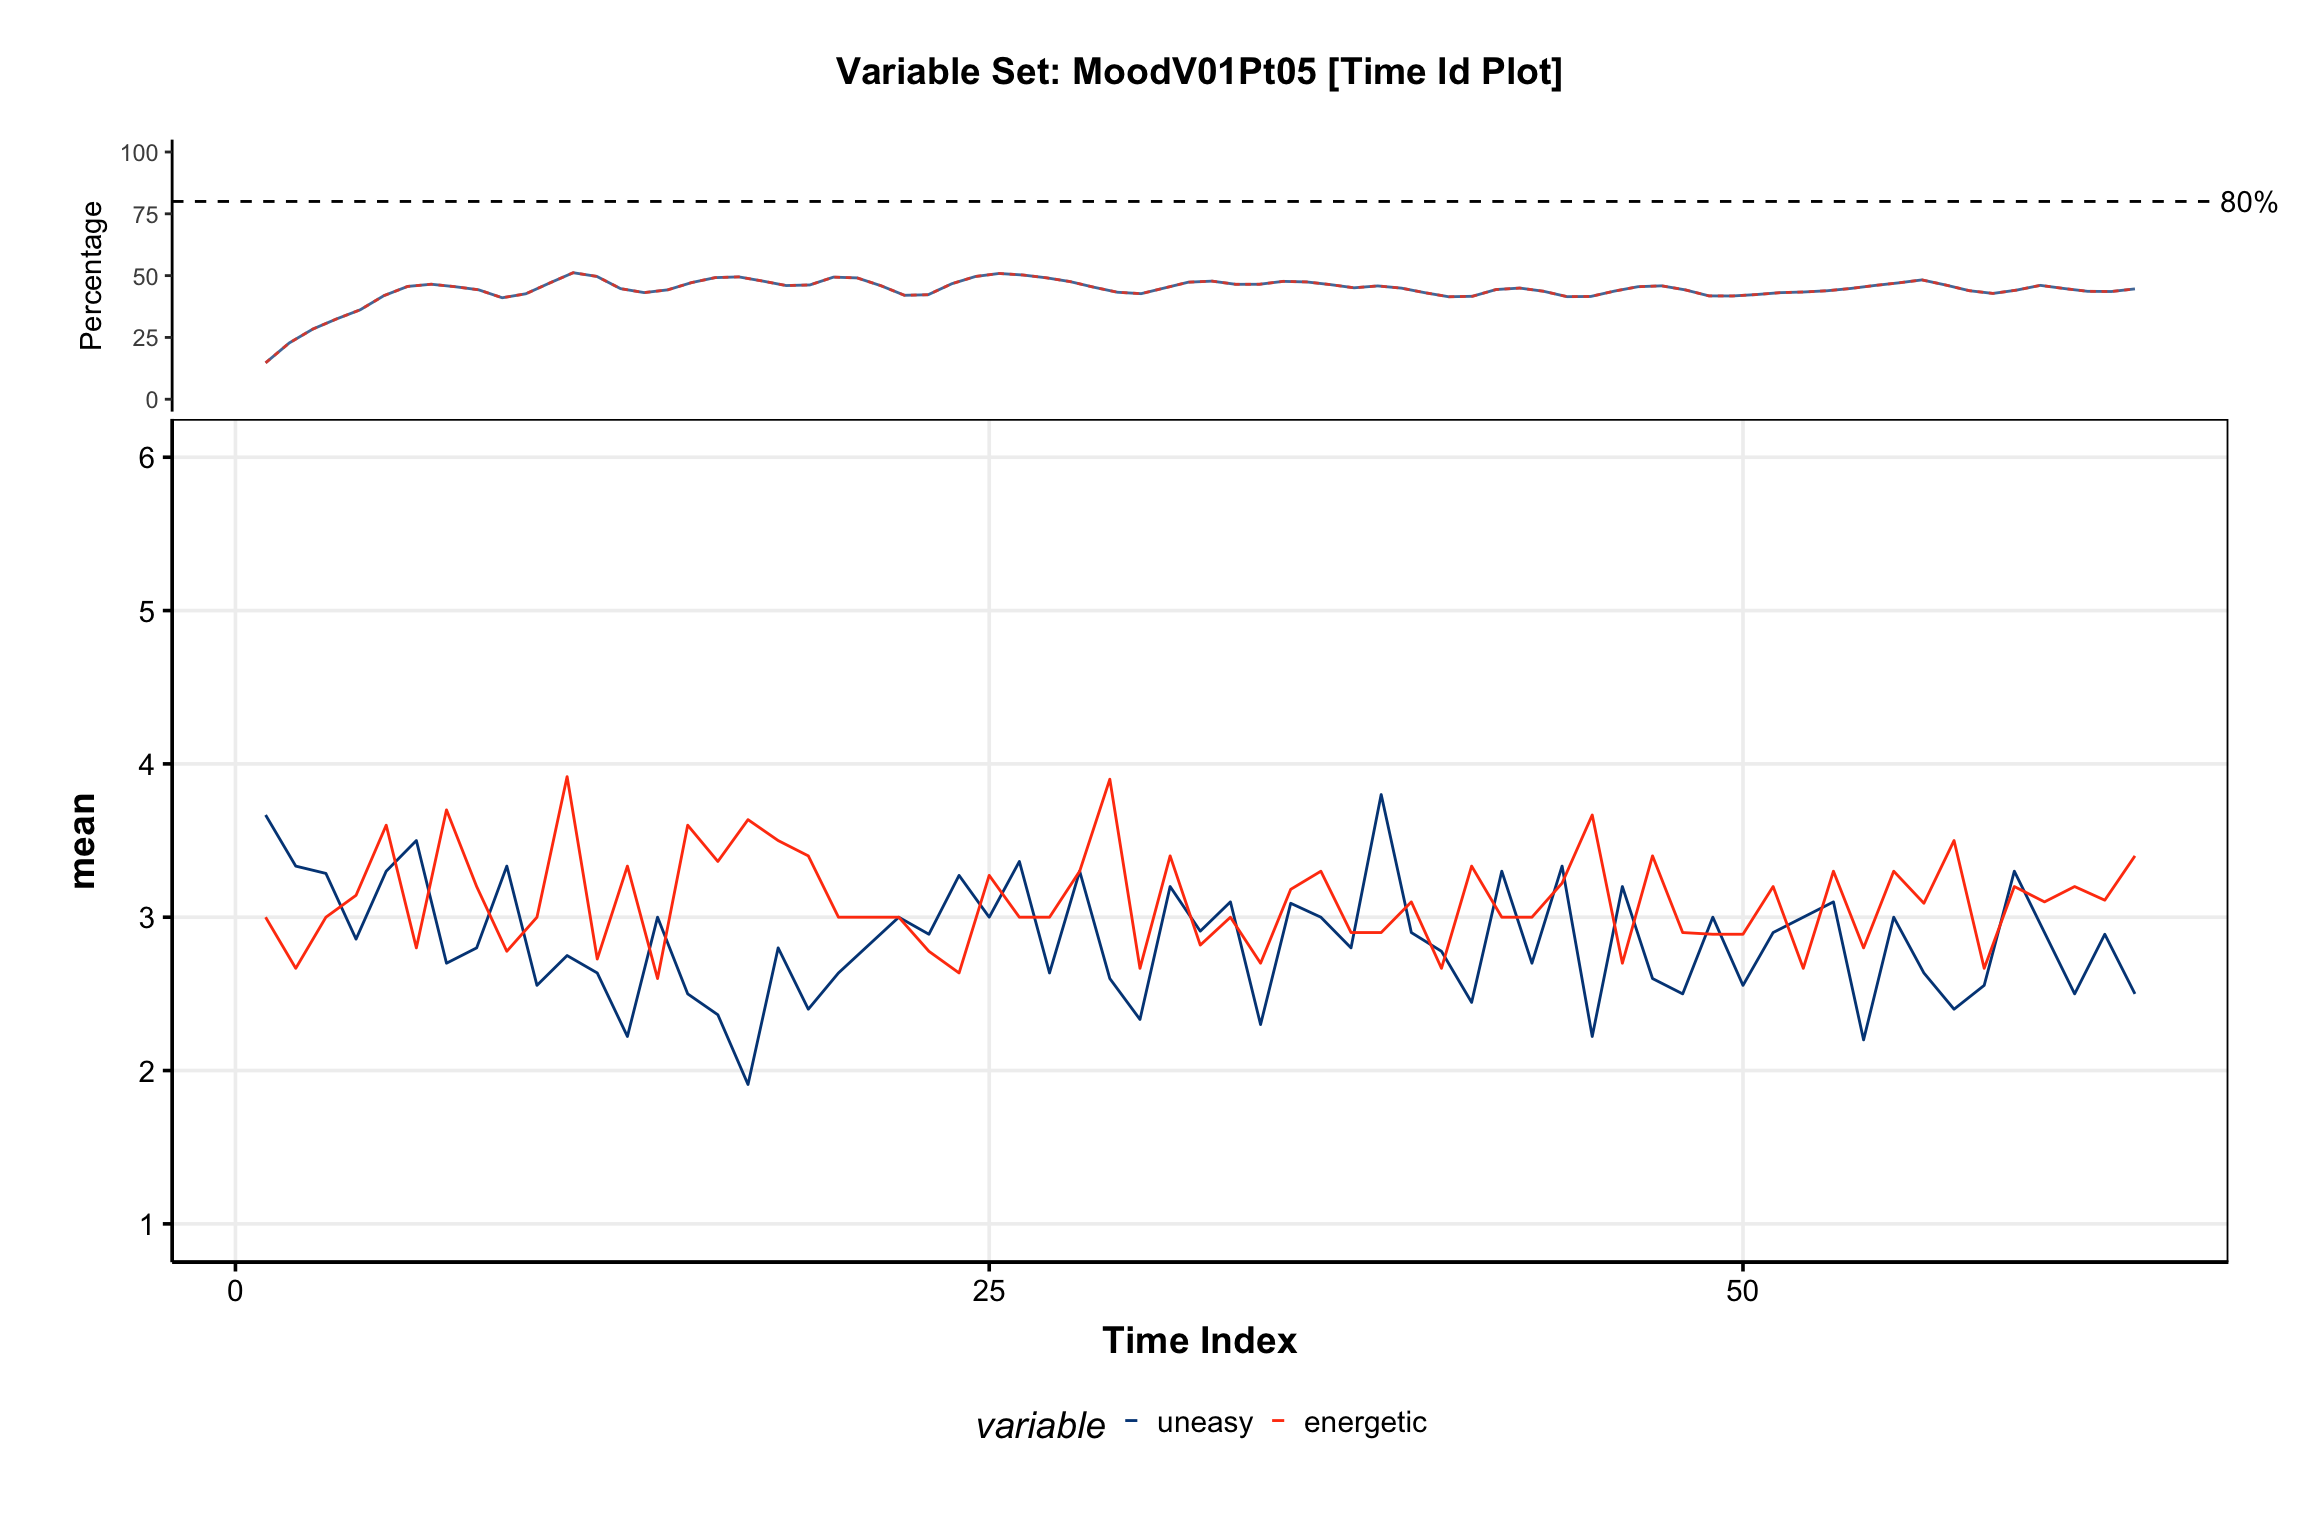 Variable Set: MoodV01Pt05 [Time Id Plot]
Percentage
100
75
50
25
0
80%
mean
6
5
4
3
2
1
0 25 50
Time Index
variable uneasy energetic